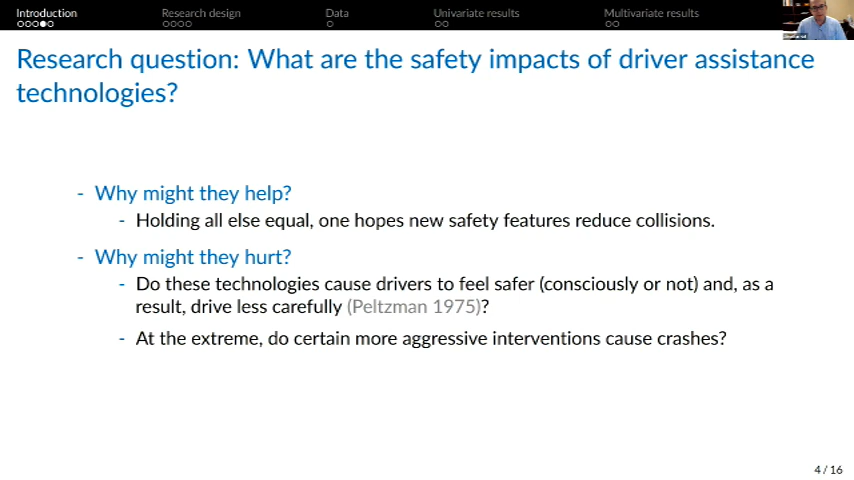 Introduction
Research design
Data
Univariate results
Multivariate results
Research question: What are the safety impacts of driver assistance
technologies?
- Why might they help?
- Holding all else equal, one hopes new safety features reduce collisions.
- Why might they hurt?
- Do these technologies cause drivers to feel safer (consciously or not) and, as a
result, drive less carefully (Peltzman 1975)?
- At the extreme, do certain more aggressive interventions cause crashes?
4 / 16